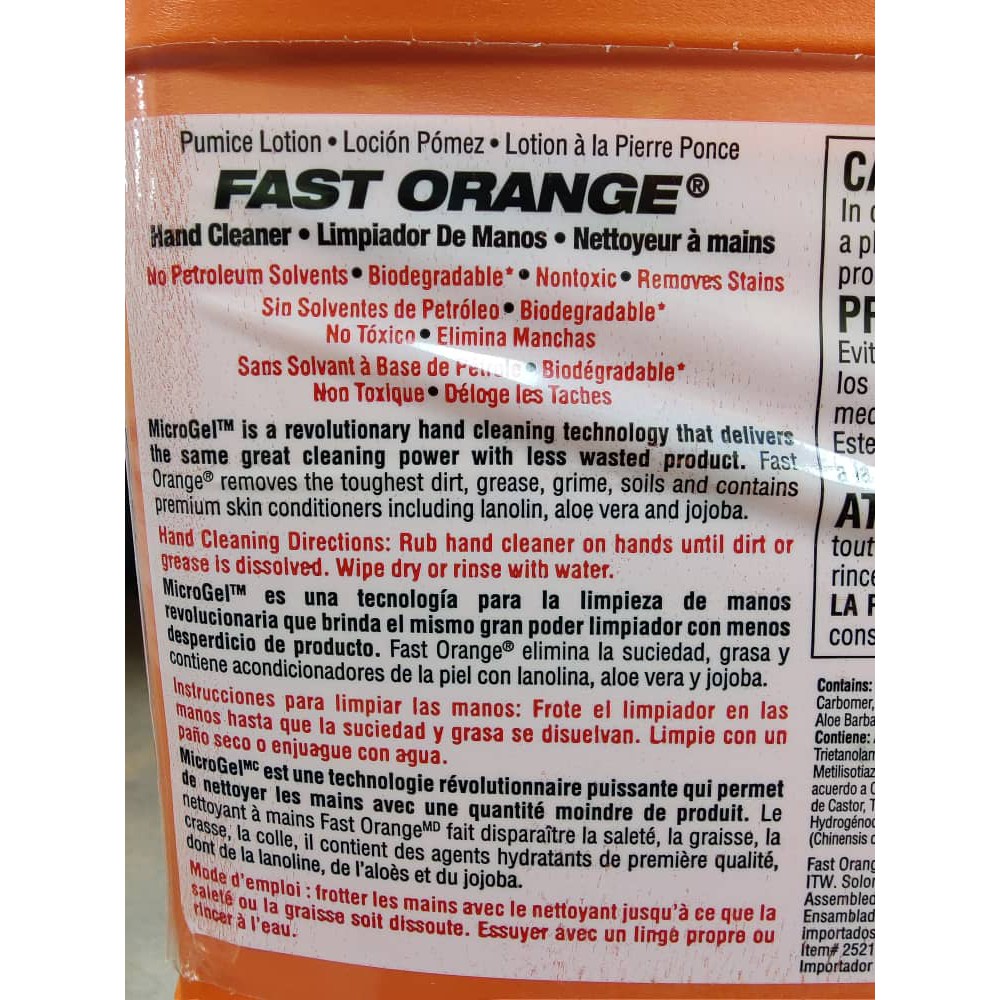 Pumice Lotion • Loción Pómez • Lotion à la Pierre Ponce
FAST ORANGE®
Hand Cleaner • Limpiador De Manos • Nettoyeur à mains
No Petroleum Solvents • Biodegradable* • Nontoxic • Removes Stains
Sin Solventes de Petróleo • Biodegradable*
No Tóxico • Elimina Manchas
Sans Solvant à Base de Pétrole • Biodégradable*
Non Toxique • Déloge les Taches
MicroGel™ is a revolutionary hand cleaning technology that delivers
the same great cleaning power with less wasted product. Fast
Orange® removes the toughest dirt, grease, grime, soils and contains
premium skin conditioners including lanolin, aloe vera and jojoba.
Hand Cleaning Directions: Rub hand cleaner on hands until dirt or
grease is dissolved. Wipe dry or rinse with water.
MicroGel™ es una tecnología para la limpieza de manos
revolucionaria que brinda el mismo gran poder limpiador con menos
desperdicio de producto. Fast Orange® elimina la suciedad, grasa y
contiene acondicionadores de la piel con lanolina, aloe vera y jojoba.
Instrucciones para limpiar las manos: Frote el limpiador en las
manos hasta que la suciedad y grasa se disuelvan. Limpie con un
paño seco o enjuague con agua.
MicroGelᴹᶜ est une technologie révolutionnaire puissante qui permet
de nettoyer les mains avec une quantité moindre de produit. Le
nettoyant à mains Fast Orangeᴹᴰ fait disparaître la saleté, la graisse, la
crasse, la colle, il contient des agents hydratants de première qualité,
dont de la lanoline, de l'aloès et du jojoba.
Mode d'emploi : frotter les mains avec le nettoyant jusqu'à ce que la
saleté ou la graisse soit dissoute. Essuyer avec un linge propre ou
rincer à l'eau.
In
a
Evit
los
Este
a la
tout
LA
Contains:
Carbomer,
Aloe Barba
Contiene:
Trietanolam
Metilisotiaz
acuerdo a
de Castor,
Hydrogéno
(Chinensis
Fast Orang
ITW. Solor
Assembled
Ensamblad
importados
Item# 2521
Importador